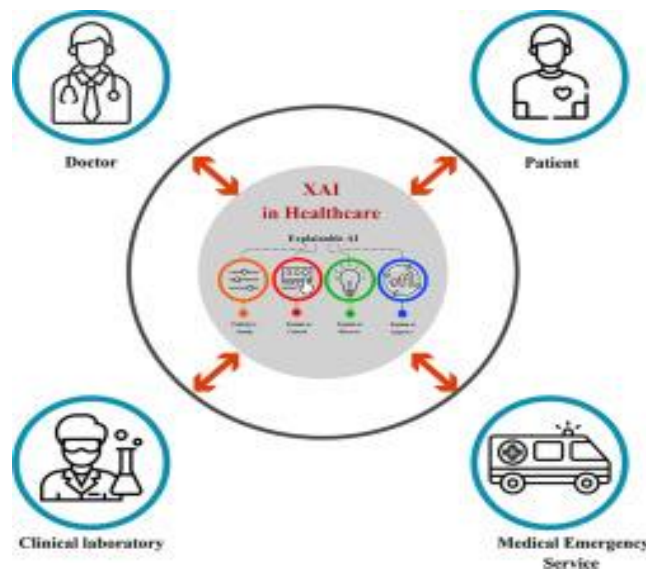 Doctor
Patient
XAI
in Healthcare
Explainable AI
Clinical laboratory
Medical Emergency
Service